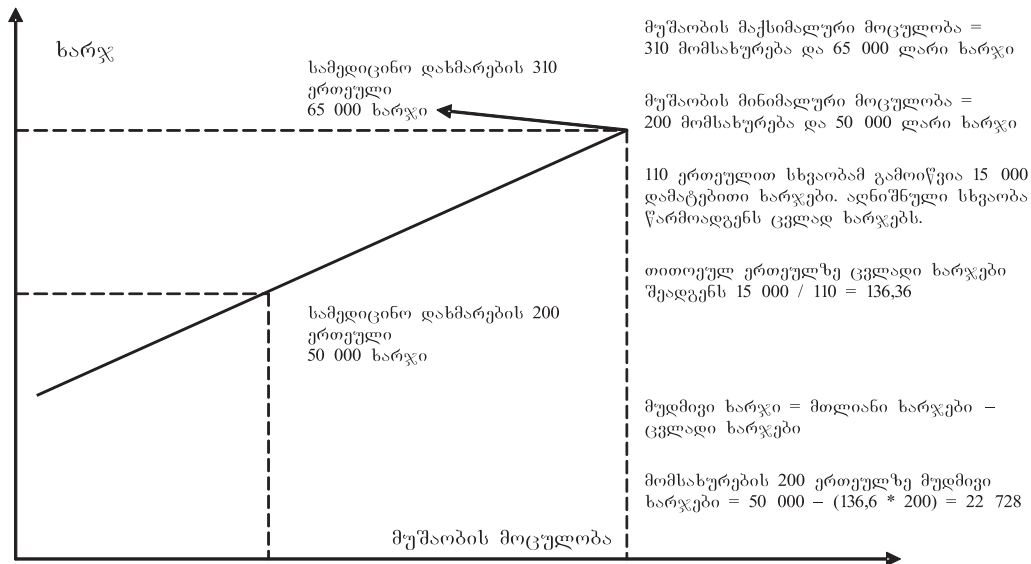 ხარჯ
სამედიცინო დახმარების 310
ერთეული
65 000 ხარჯი
სამედიცინო დახმარების 200
ერთეული
50 000 ხარჯი
მუშაობის მოცულობა
მუშაობის მაქსიმალური მოცულობა =
310 მომსახურება და 65 000 ლარი ხარჯი
მუშაობის მინიმალური მოცულობა =
200 მომსახურება და 50 000 ლარი ხარჯი
110 ერთეულით სხვაობამ გამოიწვია 15 000
დამატებითი ხარჯები. აღნიშნული სხვაობა
წარმოადგენს ცვლად ხარჯებს.
თითოეულ ერთეულზე ცვლადი ხარჯები
შეადგენს 15 000 / 110 = 136,36
მუდმივი ხარჯი = მთლიანი ხარჯები –
ცვლადი ხარჯები
მომსახურების 200 ერთეულზე მუდმივი
ხარჯები = 50 000 – (136,6 * 200) = 22 728